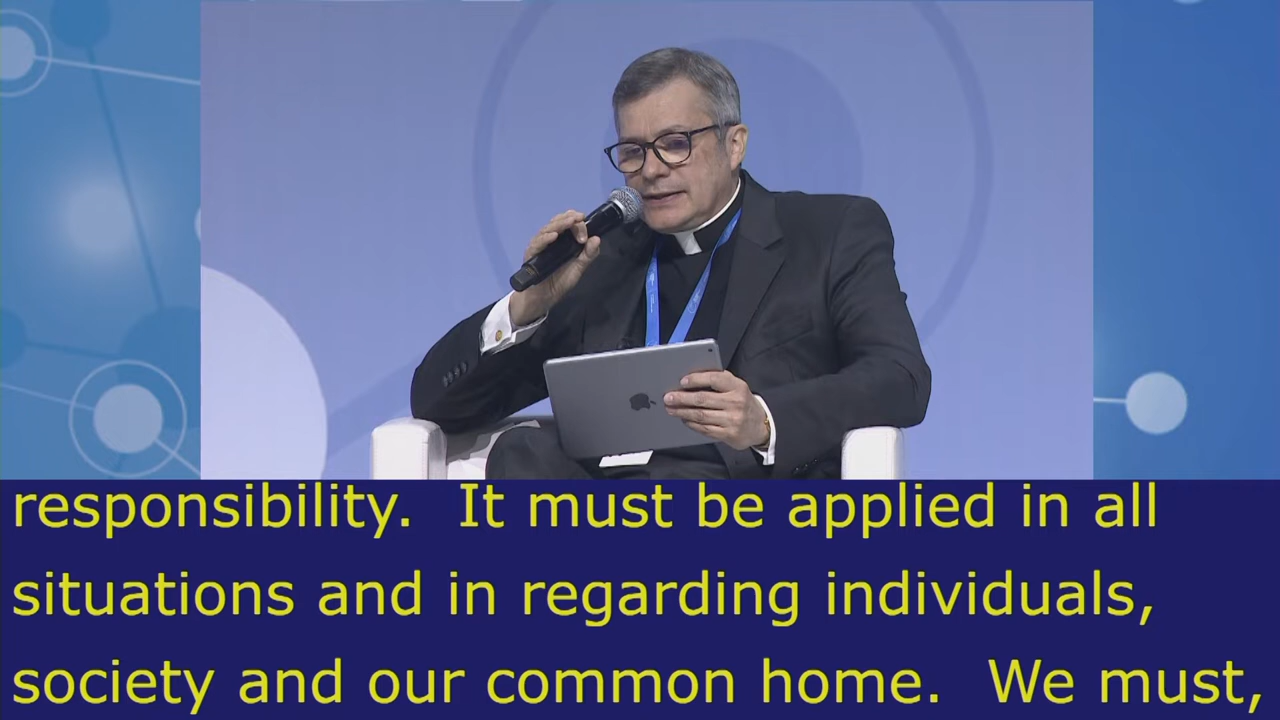 responsibility.  It must be applied in all
situations and in regarding individuals,
society and our common home.  We must,